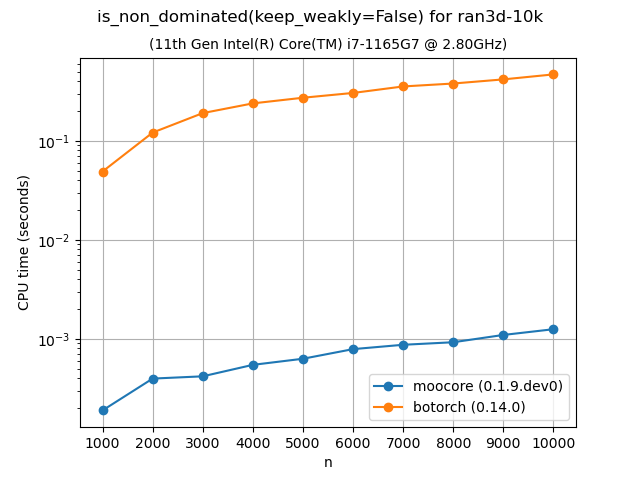 is_non_dominated(keep_weakly=False) for ran3d-10k
(11th Gen Intel(R) Core(TM) i7-1165G7 @ 2.80GHz)
CPU time (seconds)
10⁻¹
10⁻²
10⁻³
moocore (0.1.9.dev0)
botorch (0.14.0)
1000 2000 3000 4000 5000 6000 7000 8000 9000 10000
n